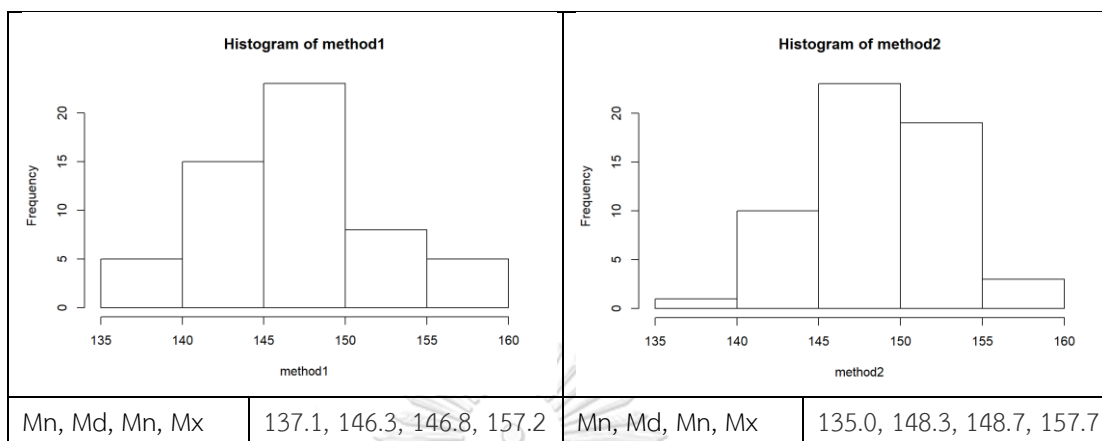 Histogram of method1
Frequency
20
15
10
5
0
135 140 145 150 155 160
method1
Histogram of method2
Frequency
20
15
10
5
0
135 140 145 150 155 160
method2
Mn, Md, Mn, Mx 137.1, 146.3, 146.8, 157.2 Mn, Md, Mn, Mx 135.0, 148.3, 148.7, 157.7